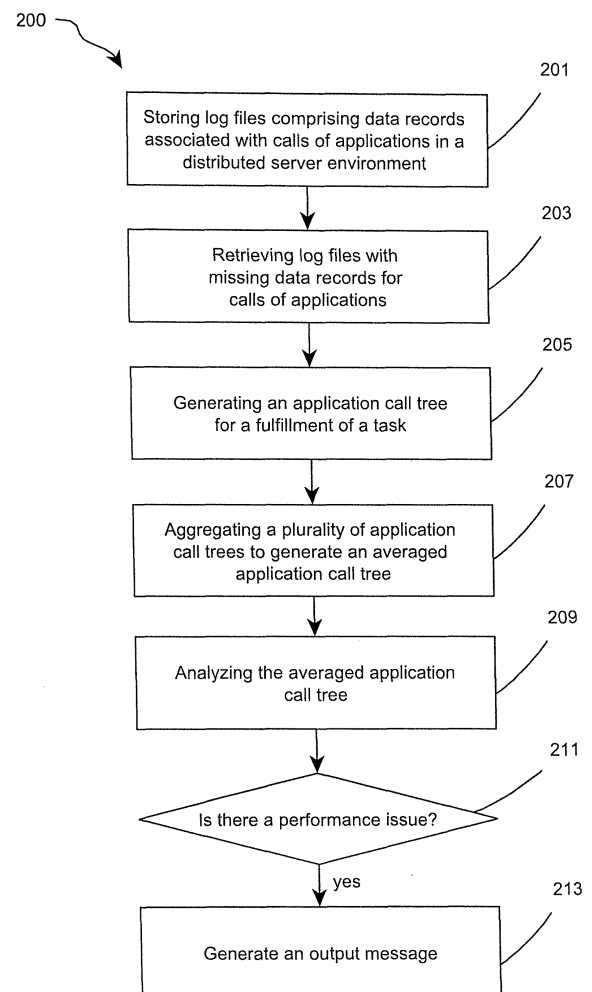 200
201
Storing log files comprising data records
associated with calls of applications in a
distributed server environment
203
Retrieving log files with
missing data records for
calls of applications
205
Generating an application call tree
for a fulfillment of a task
207
Aggregating a plurality of application
call trees to generate an averaged
application call tree
209
Analyzing the averaged application
call tree
211
Is there a performance issue?
yes
213
Generate an output message